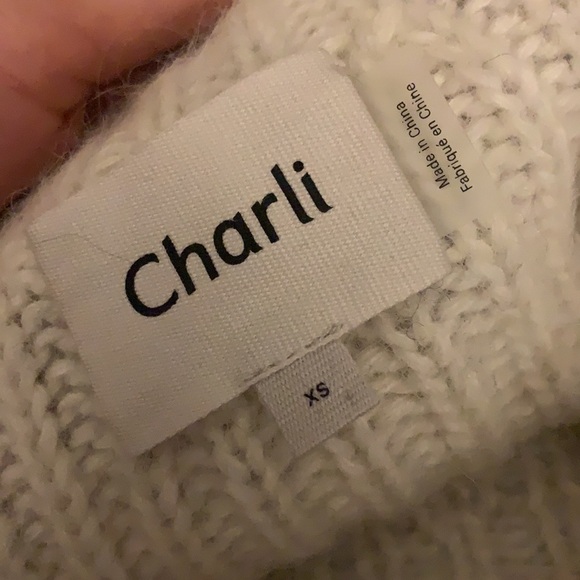 Charli
XS
Made in China
Fabriqué en Chine